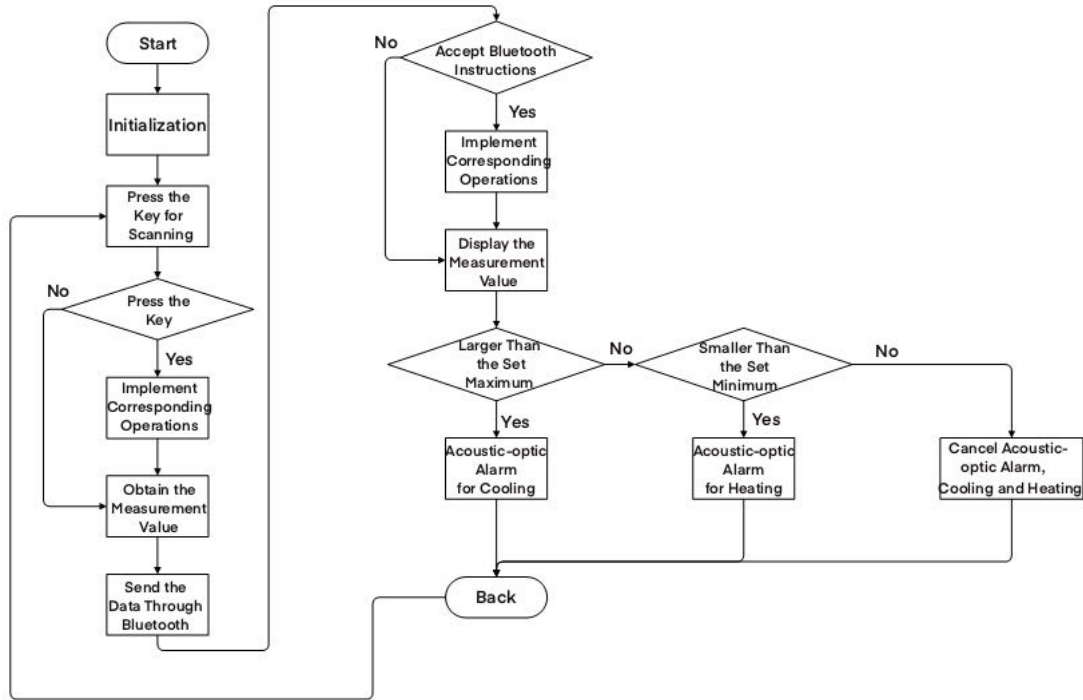 Start
Initialization
Press the
Key for
Scanning
No
Press the
Key
Yes
Implement
Corresponding
Operations
Obtain the
Measurement
Value
Send the
Data Through
Bluetooth
No
Accept Bluetooth
Instructions
Yes
Implement
Corresponding
Operations
Display the
Measurement
Value
Larger Than
the Set
Maximum
No
Smaller Than
the Set
Minimum
No
Yes
Yes
Acoustic-optic
Alarm
for Cooling
Acoustic-optic
Alarm
for Heating
Cancel Acoustic-
optic Alarm,
Cooling and Heating
Back